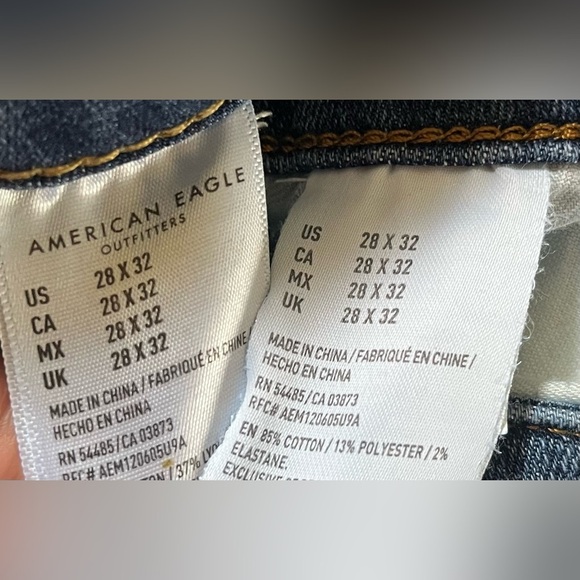 AMERICAN EAGLE
OUTFITTERS
US 28 X 32
CA 28 X 32
MX 28 X 32
UK 28 X 32
MADE IN CHINA / FABRIQUÉ EN CHINE /
HECHO EN CHINA
RN 54485 / CA 03873
RFC# AEM120605U9A
37%
US 28 X 32
CA 28 X 32
MX 28 X 32
UK 28 X 32
MADE IN CHINA / FABRIQUÉ EN CHINE /
HECHO EN CHINA
RN 54485 / CA 03873
RFC# AEM120605U9A
EN 85% COTTON / 13% POLYESTER / 2%
ELASTANE.